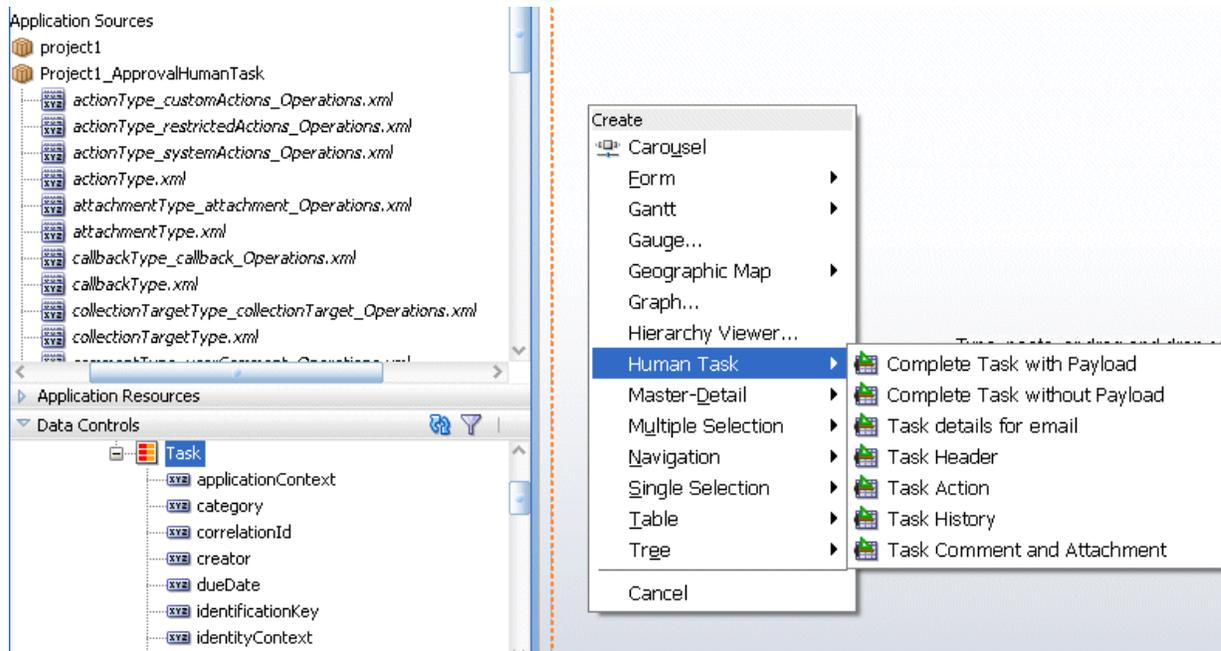 Application Sources
project1
Project1_ApprovalHumanTask
actionType_customActions_Operations.xml
actionType_restrictedActions_Operations.xml
actionType_systemActions_Operations.xml
actionType.xml
attachmentType_attachment_Operations.xml
attachmentType.xml
callbackType_callback_Operations.xml
callbackType.xml
collectionTargetType_collectionTarget_Operations.xml
collectionTargetType.xml
Application Resources
Data Controls
Task
applicationContext
category
correlationId
creator
dueDate
identificationKey
identityContext
Create
Carousel
Form
Gantt
Gauge...
Geographic Map
Graph...
Hierarchy Viewer...
Human Task
Master-Detail
Multiple Selection
Navigation
Single Selection
Table
Tree
Cancel
Complete Task with Payload
Complete Task without Payload
Task details for email
Task Header
Task Action
Task History
Task Comment and Attachment